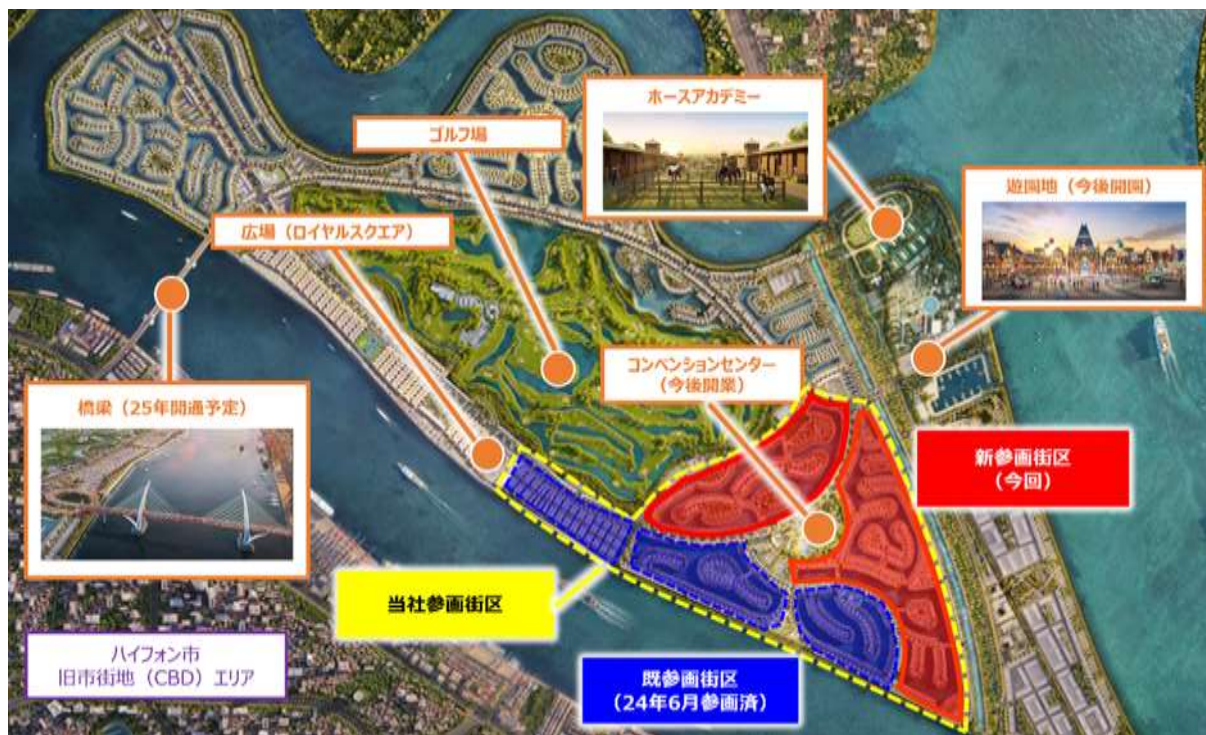 ホースアカデミー
ゴルフ場
遊園地（今後開園）
広場（ロイヤルスクエア）
コンベンションセンター
（今後開業）
橋梁（25年開通予定）
新参画街区
（今回）
当社参画街区
ハイフォン市
旧市街地（CBD）エリア
既参画街区
（24年6月参画済）